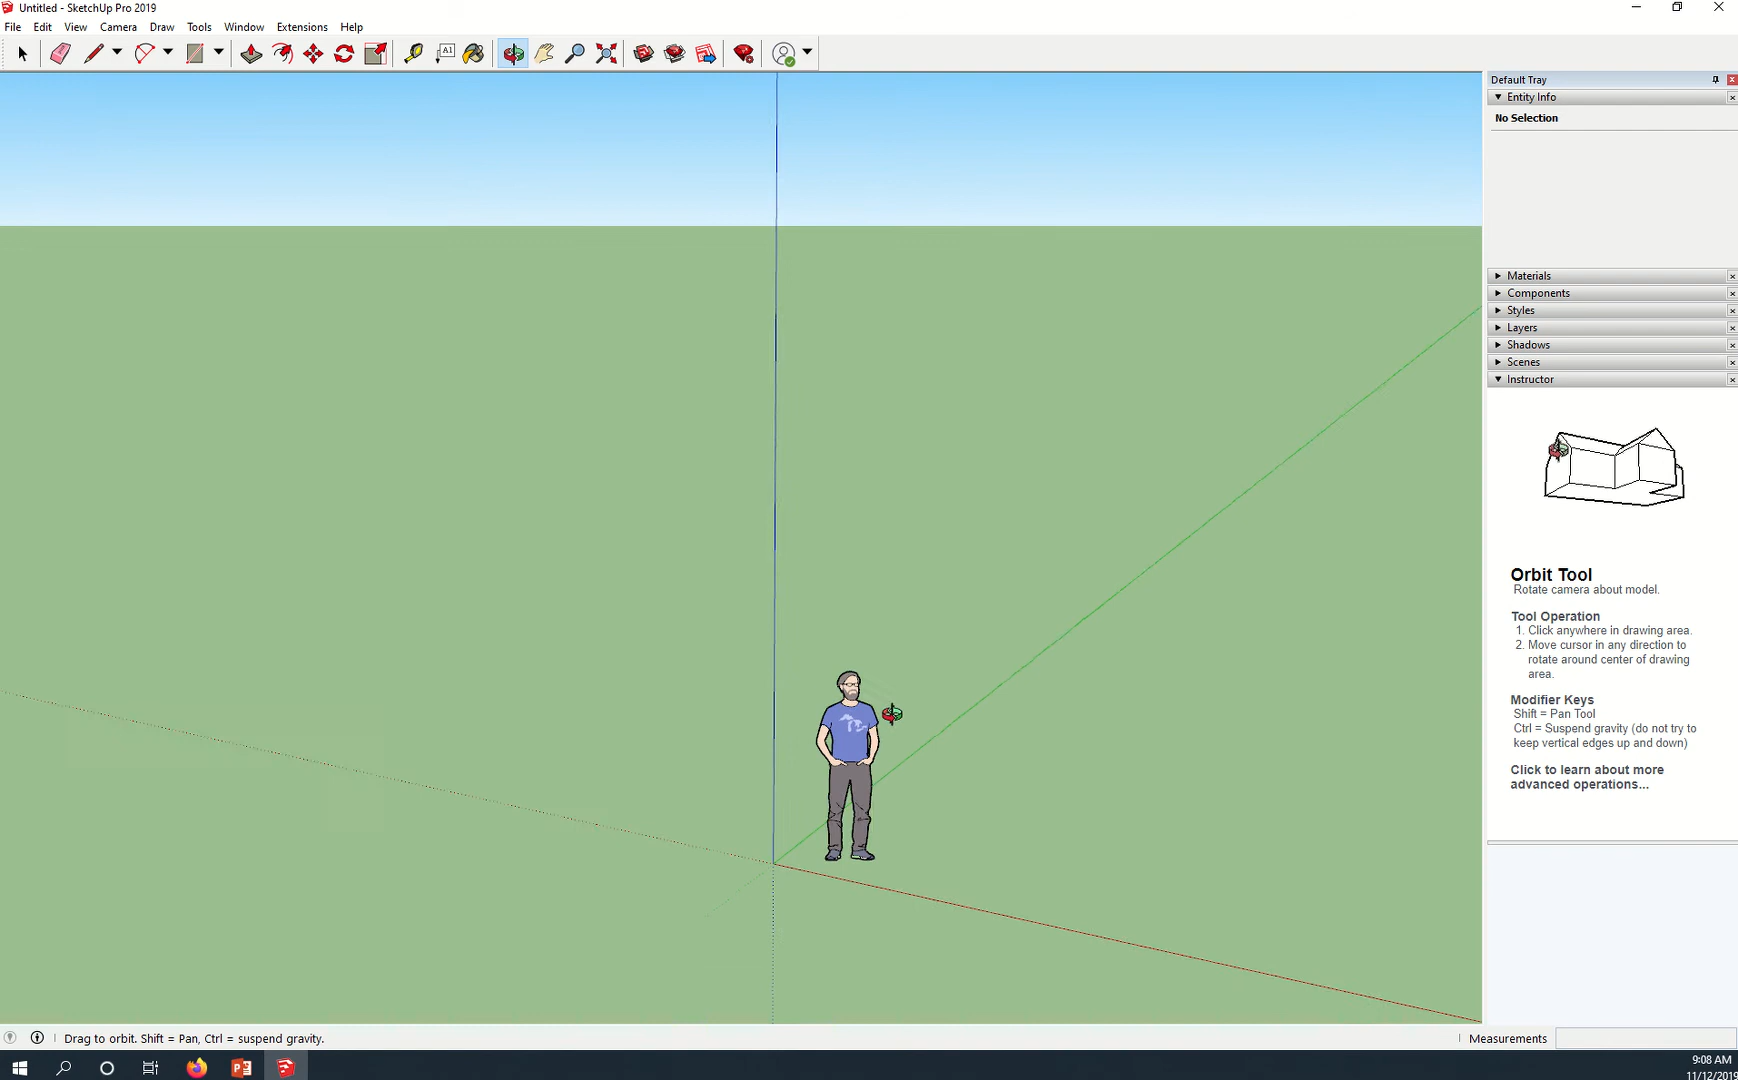 Untitled - SketchUp Pro 2019
File Edit View Camera Draw Tools Window Extensions Help
A1
Default Tray
Entity Info
No Selection
Materials
Components
Styles
Layers
Shadows
Scenes
Instructor
Orbit Tool
Rotate camera about model.
Tool Operation
1. Click anywhere in drawing area.
2. Move cursor in any direction to
rotate around center of drawing
area.
Modifier Keys
Shift = Pan Tool
Ctrl = Suspend gravity (do not try to
keep vertical edges up and down)
Click to learn about more
advanced operations...
Drag to orbit. Shift = Pan, Ctrl = suspend gravity.
Measurements
9:08 AM
11/12/2019